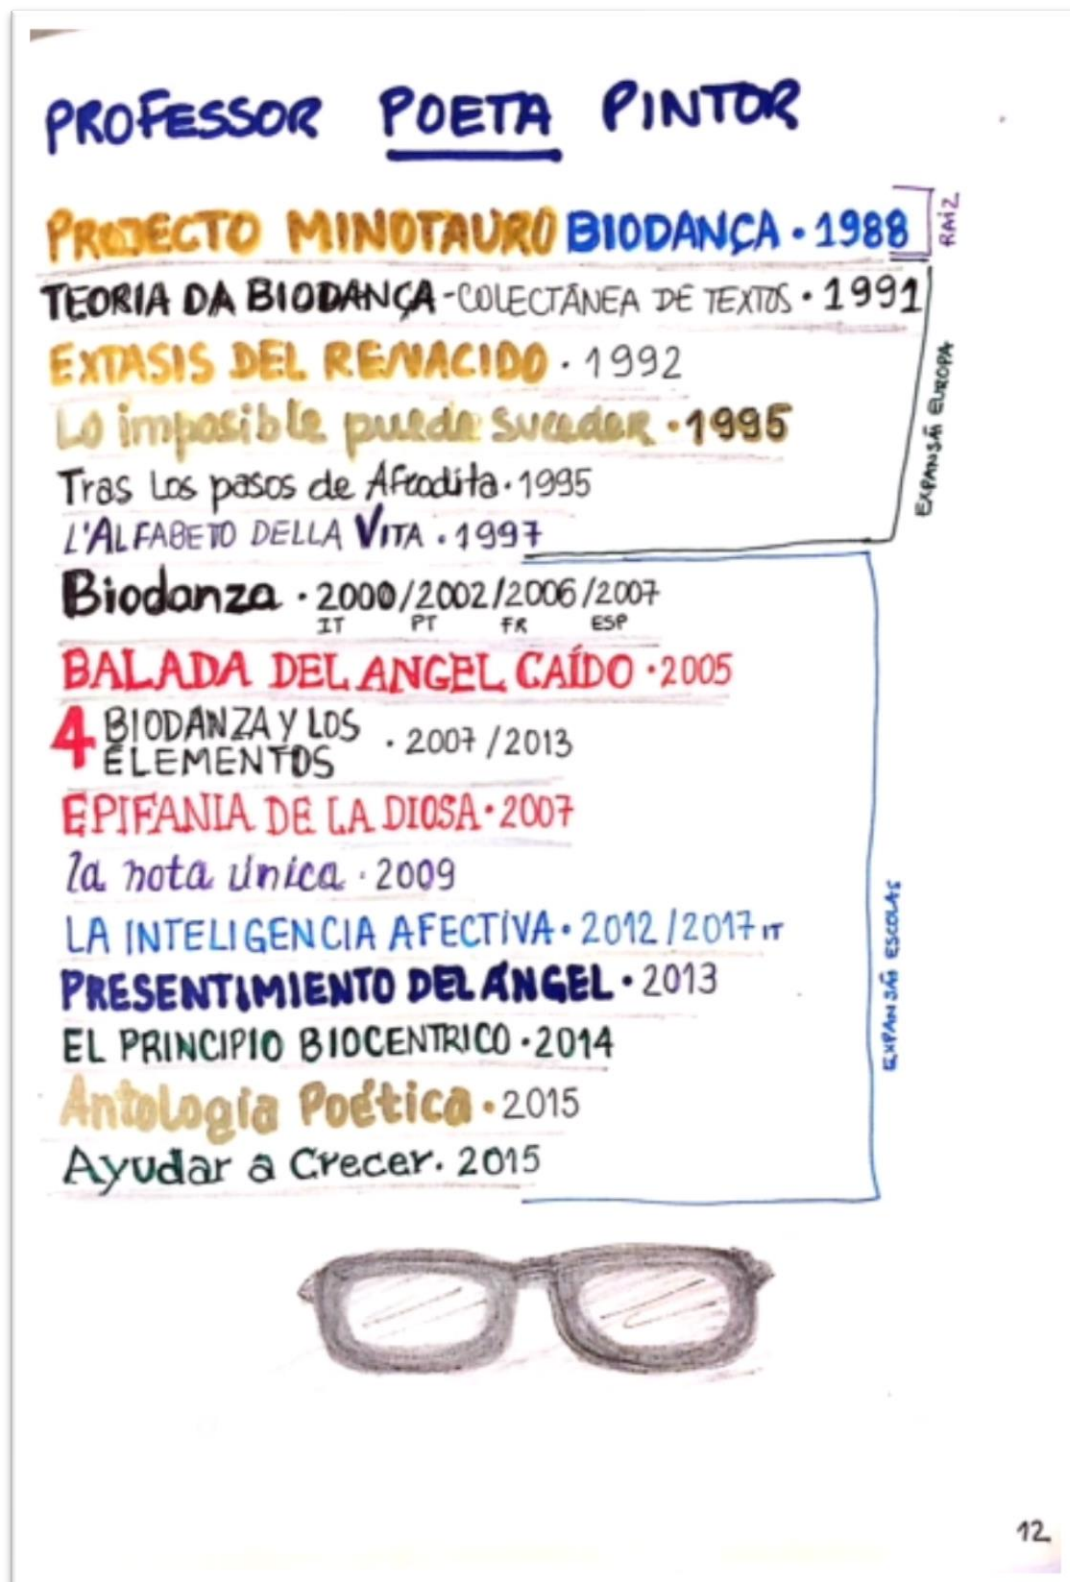 PROFESSOR POETA PINTOR
PROJECTO MINOTAURO BIODANÇA · 1988
RAÍZ
TEORIA DA BIODANÇA - COLECTÂNEA DE TEXTOS · 1991
EXTASIS DEL RENACIDO · 1992
Lo imposible puede suceder · 1995
Tras Los pasos de Afrodita · 1995
L'ALFABETO DELLA VITA · 1997
EXPANSÃ EUROPA
Biodanza · 2000/2002/2006/2007
IT PT FR ESP
BALADA DEL ANGEL CAÍDO · 2005
4 BIODANZA Y LOS
ELEMENTOS · 2007/2013
EPIFANIA DE LA DIOSA · 2007
la nota única · 2009
LA INTELIGENCIA AFECTIVA · 2012/2017 IT
PRESENTIMIENTO DEL ÁNGEL · 2013
EL PRINCIPIO BIOCENTRICO · 2014
Antologia Poética · 2015
Ayudar a Crecer. 2015
EXPANSÃ ESCOLAS
12